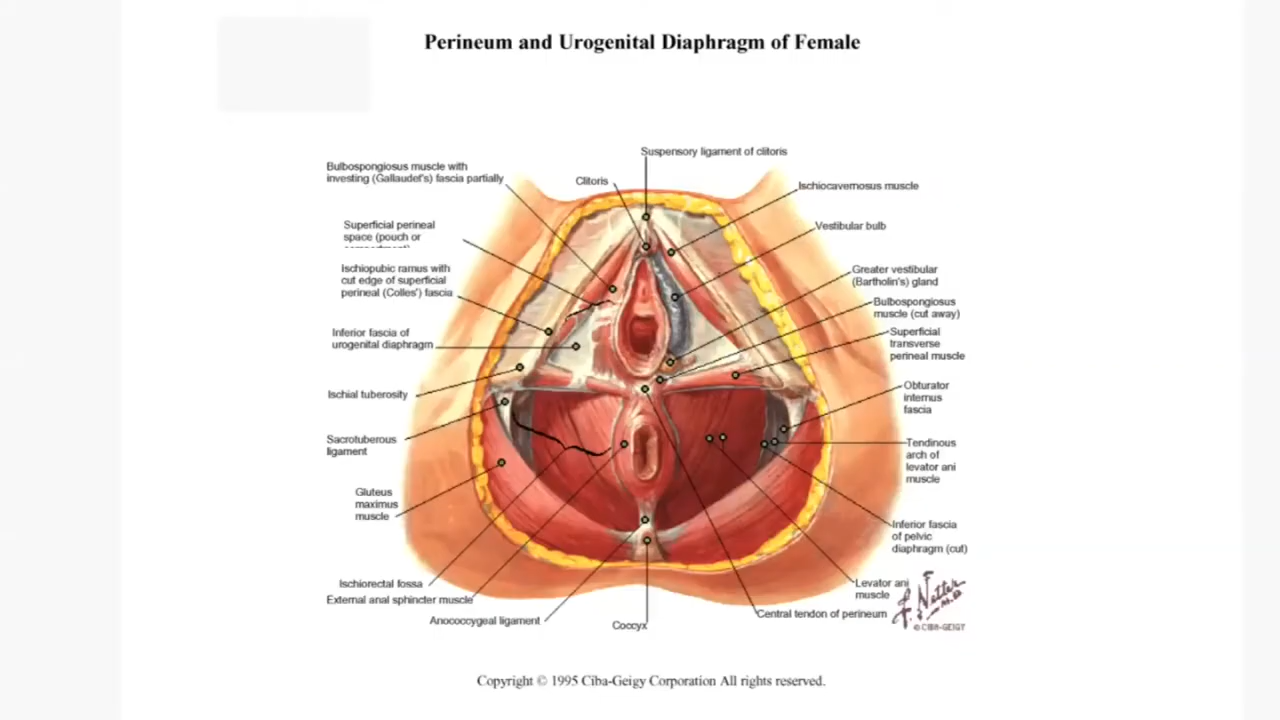 Perineum and Urogenital Diaphragm of Female
Suspensory ligament of clitoris
Bulbospongiosus muscle with
investing (Gallaudet's) fascia partially
Clitoris
Ischiocavernosus muscle
Superficial perineal
space (pouch or
Vestibular bulb
Ischiopubic ramus with
cut edge of superficial
perineal (Colles') fascia
Greater vestibular
(Bartholin's) gland
Bulbospongiosus
muscle (cut away)
Inferior fascia of
urogenital diaphragm
Superficial
transverse
perineal muscle
Ischial tuberosity
Obturator
internus
fascia
Sacrotuberous
ligament
Tendinous
arch of
levator ani
muscle
Gluteus
maximus
muscle
Inferior fascia
of pelvic
diaphragm (cut)
Ischiorectal fossa
Levator ani
muscle
External anal sphincter muscle
Central tendon of perineum
Anococcygeal ligament
Coccyx
F. Netter
M.D.
© CIBA-GEIGY
Copyright © 1995 Ciba-Geigy Corporation All rights reserved.